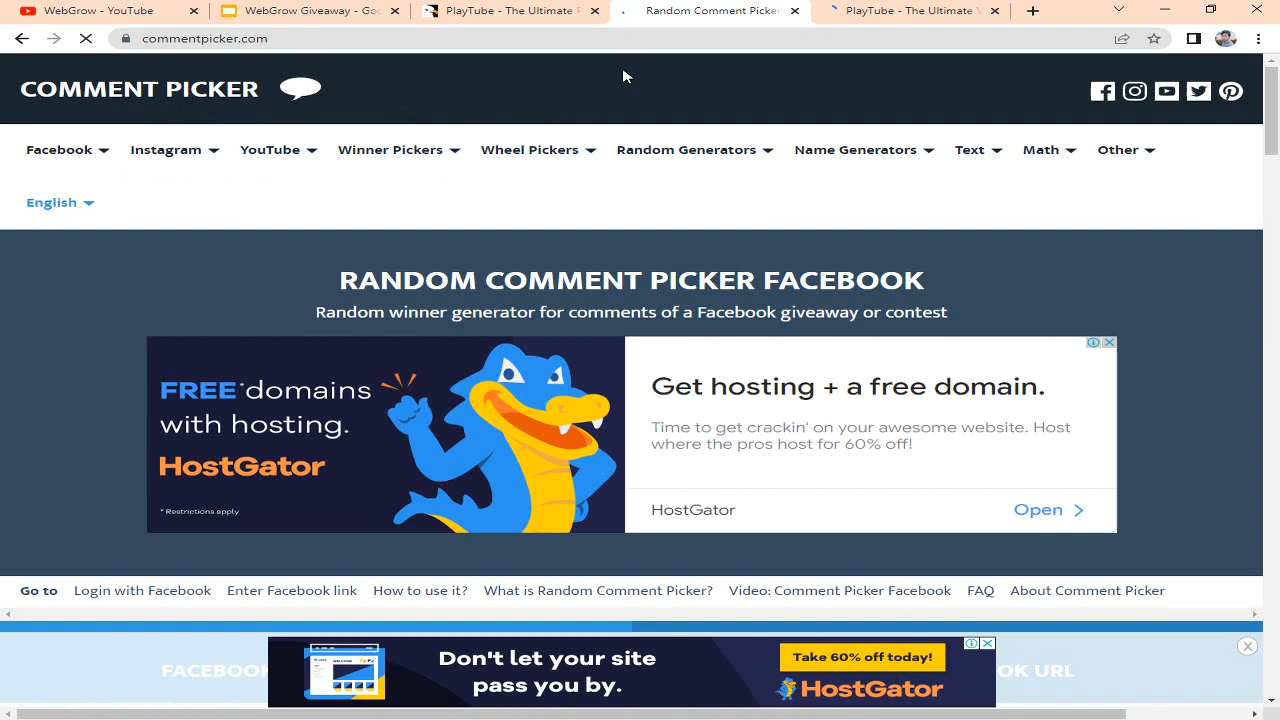 WebGrow - YouTube
WebGrow Giveaway - Goo
PlayTube - The Ultimate P
Random Comment Picker
PlayTube - The Ultimate V
commentpicker.com
COMMENT PICKER
Facebook
Instagram
YouTube
Winner Pickers
Wheel Pickers
Random Generators
Name Generators
Text
Math
Other
English
RANDOM COMMENT PICKER FACEBOOK
Random winner generator for comments of a Facebook giveaway or contest
FREE* domains
with hosting.
HostGator
* Restrictions apply
Get hosting + a free domain.
Time to get crackin' on your awesome website. Host
where the pros host for 60% off!
HostGator
Open
Go to
Login with Facebook
Enter Facebook link
How to use it?
What is Random Comment Picker?
Video: Comment Picker Facebook
FAQ
About Comment Picker
FACEBOOK
OK URL
Don't let your site
pass you by.
Take 60% off today!
HostGator